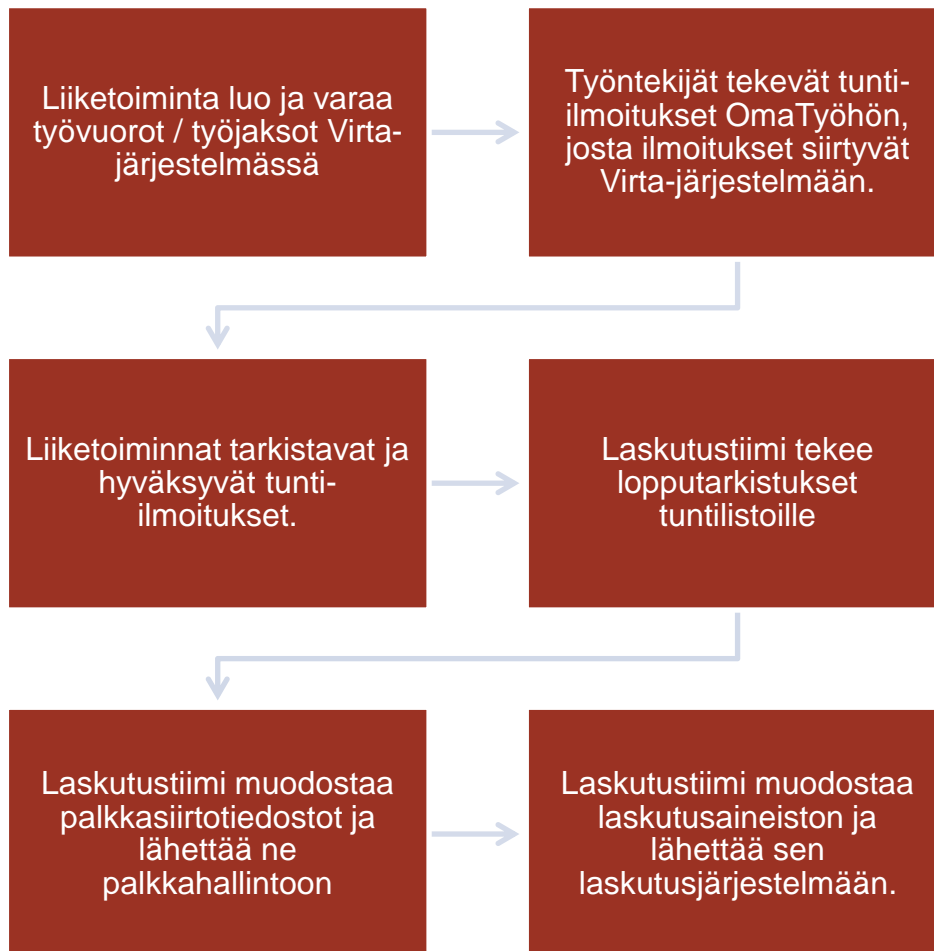 Liiketoiminta luo ja varaa
työvuorot / työjaksot Virta-
järjestelmässä
Työntekijät tekevät tunti-
ilmoitukset OmaTyöhön,
josta ilmoitukset siirtyvät
Virta-järjestelmään.
Liiketoiminnat tarkistavat ja
hyväksyvät tunti-
ilmoitukset.
Laskutustiimi tekee
lopputarkistukset
tuntilistoille
Laskutustiimi muodostaa
palkkasiirtotiedostot ja
lähettää ne
palkkahallintoon
Laskutustiimi muodostaa
laskutusaineiston ja
lähettää sen
laskutusjärjestelmään.